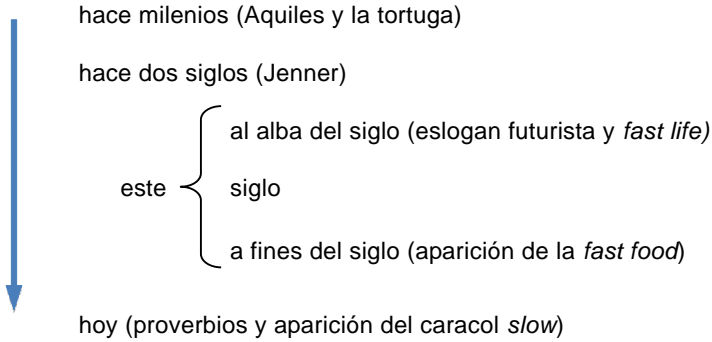 hace milenios (Aquiles y la tortuga)
hace dos siglos (Jenner)
al alba del siglo (eslogan futurista y fast life)
este siglo
a fines del siglo (aparición de la fast food)
hoy (proverbios y aparición del caracol slow)